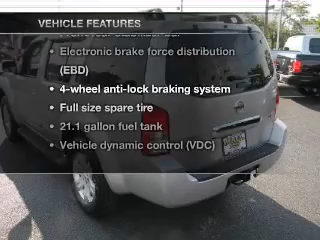 VEHICLE FEATURES
• Electronic brake force distribution
(EBD)
• 4-wheel anti-lock braking system
• Full size spare tire
• 21.1 gallon fuel tank
• Vehicle dynamic control (VDC)